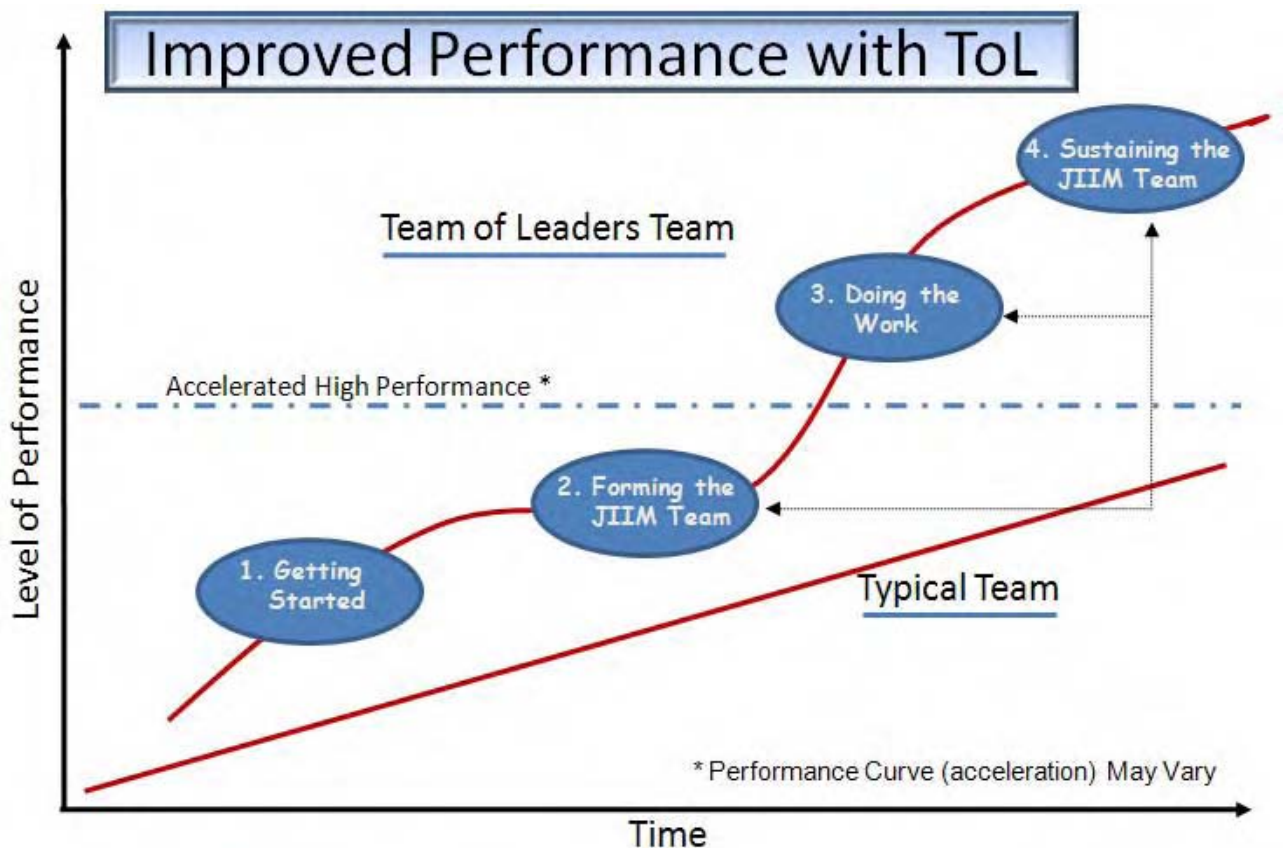 Improved Performance with ToL
4. Sustaining the
JIIM Team
Team of Leaders Team
3. Doing the
Work
Level of Performance
Accelerated High Performance *
2. Forming the
JIIM Team
1. Getting
Started
Typical Team
* Performance Curve (acceleration) May Vary
Time